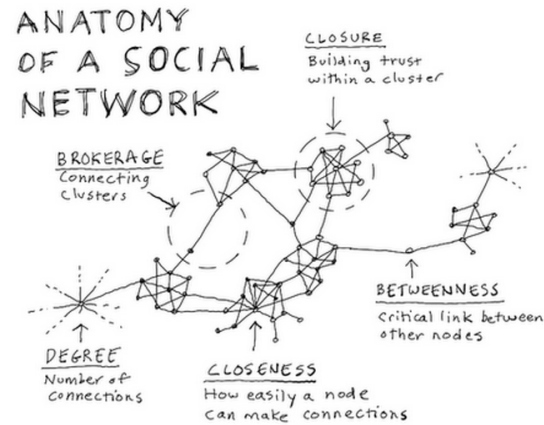 ANATOMY
OF A SOCIAL
NETWORK
CLOSURE
Building trust
within a cluster
BROKERAGE
Connecting
clusters
BETWEENNESS
Critical link between
other nodes
DEGREE
Number of
connections
CLOSENESS
How easily a node
can make connections